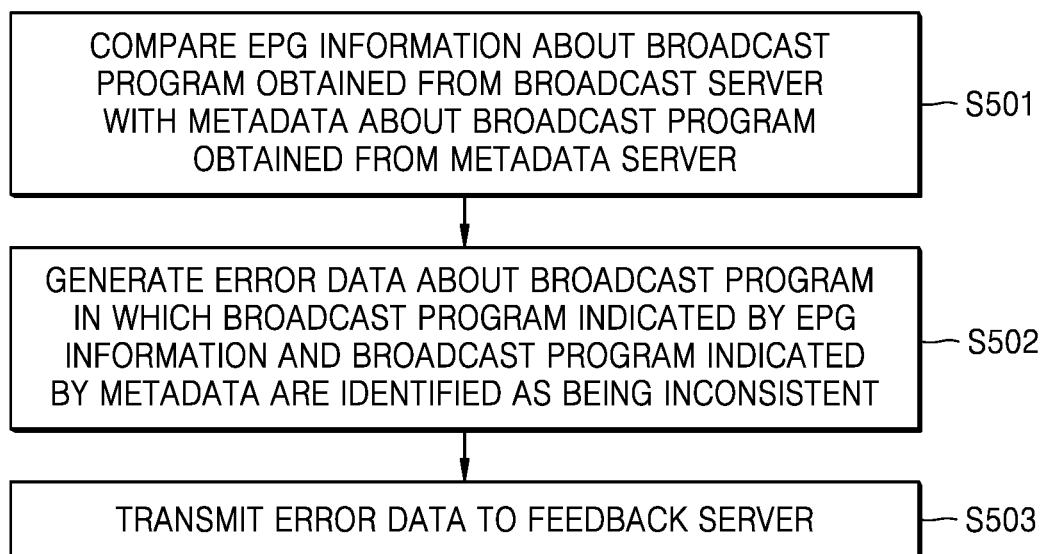 COMPARE EPG INFORMATION ABOUT BROADCAST
PROGRAM OBTAINED FROM BROADCAST SERVER
WITH METADATA ABOUT BROADCAST PROGRAM
OBTAINED FROM METADATA SERVER
S501
GENERATE ERROR DATA ABOUT BROADCAST PROGRAM
IN WHICH BROADCAST PROGRAM INDICATED BY EPG
INFORMATION AND BROADCAST PROGRAM INDICATED
BY METADATA ARE IDENTIFIED AS BEING INCONSISTENT
S502
TRANSMIT ERROR DATA TO FEEDBACK SERVER
S503